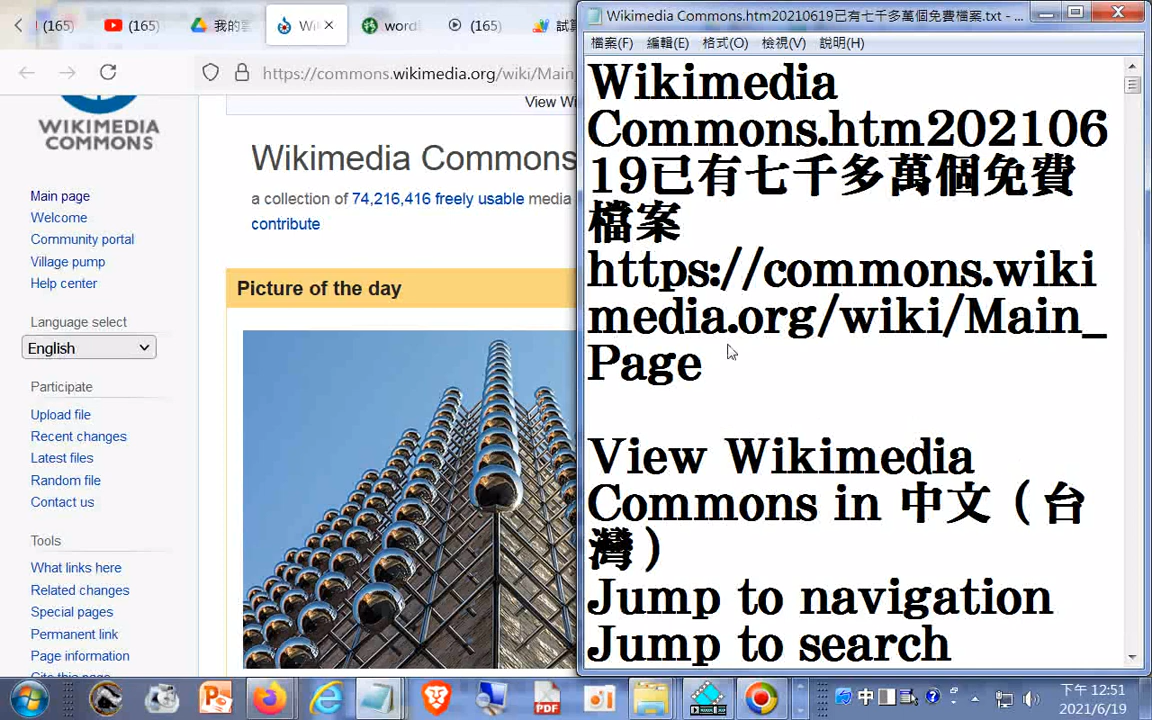 (165)
(165)
我的
Wi
word
(165)
試算
https://commons.wikimedia.org/wiki/Main_
WIKIMEDIA
COMMONS
Main page
Welcome
Community portal
Village pump
Help center
Language select
English
Participate
Upload file
Recent changes
Latest files
Random file
Contact us
Tools
What links here
Related changes
Special pages
Permanent link
Page information
Cite this page
View Wi
Wikimedia Commons
a collection of 74,216,416 freely usable media
contribute
Picture of the day
Wikimedia Commons.htm20210619已有七千多萬個免費檔案.txt - ...
檔案(F) 編輯(E) 格式(O) 檢視(V) 說明(H)
Wikimedia
Commons.htm202106
19已有七千多萬個免費
檔案
https://commons.wiki
media.org/wiki/Main_
Page
View Wikimedia
Commons in 中文（台
灣）
Jump to navigation
Jump to search
PDF
中
下午 12:51
2021/6/19